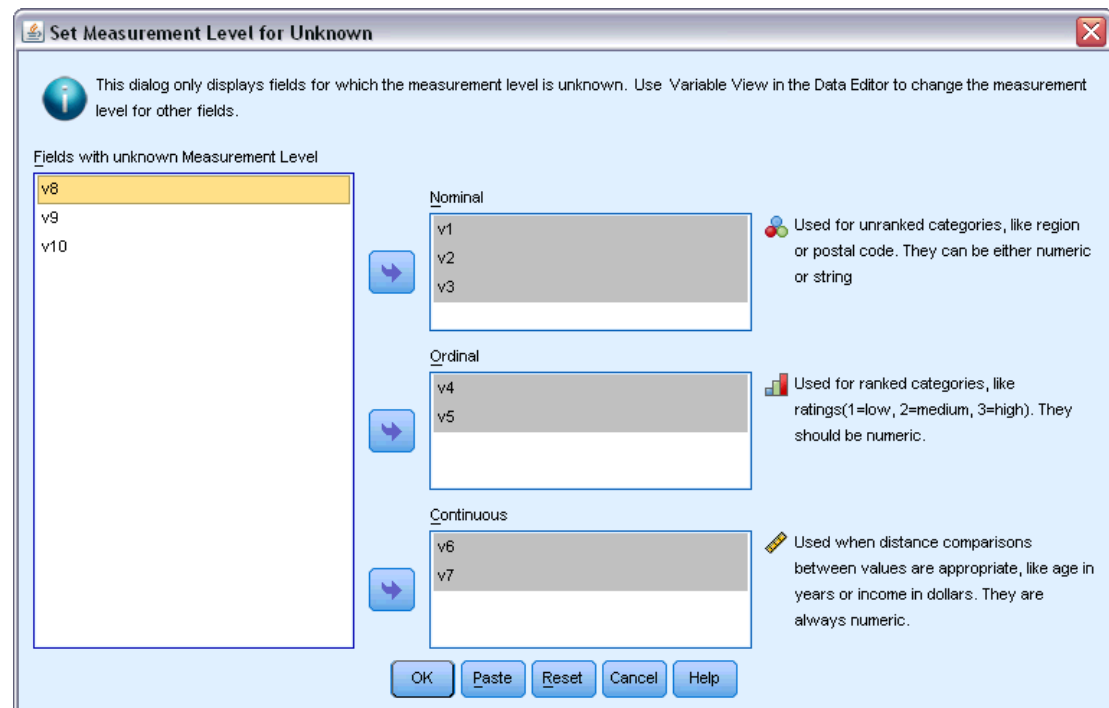 Set Measurement Level for Unknown
This dialog only displays fields for which the measurement level is unknown. Use Variable View in the Data Editor to change the measurement
level for other fields.
Fields with unknown Measurement Level
v8
v9
v10
Nominal
v1
v2
v3
Used for unranked categories, like region
or postal code. They can be either numeric
or string
Ordinal
v4
v5
Used for ranked categories, like
ratings(1=low, 2=medium, 3=high). They
should be numeric.
Continuous
v6
v7
Used when distance comparisons
between values are appropriate, like age in
years or income in dollars. They are
always numeric.
OK Paste Reset Cancel Help